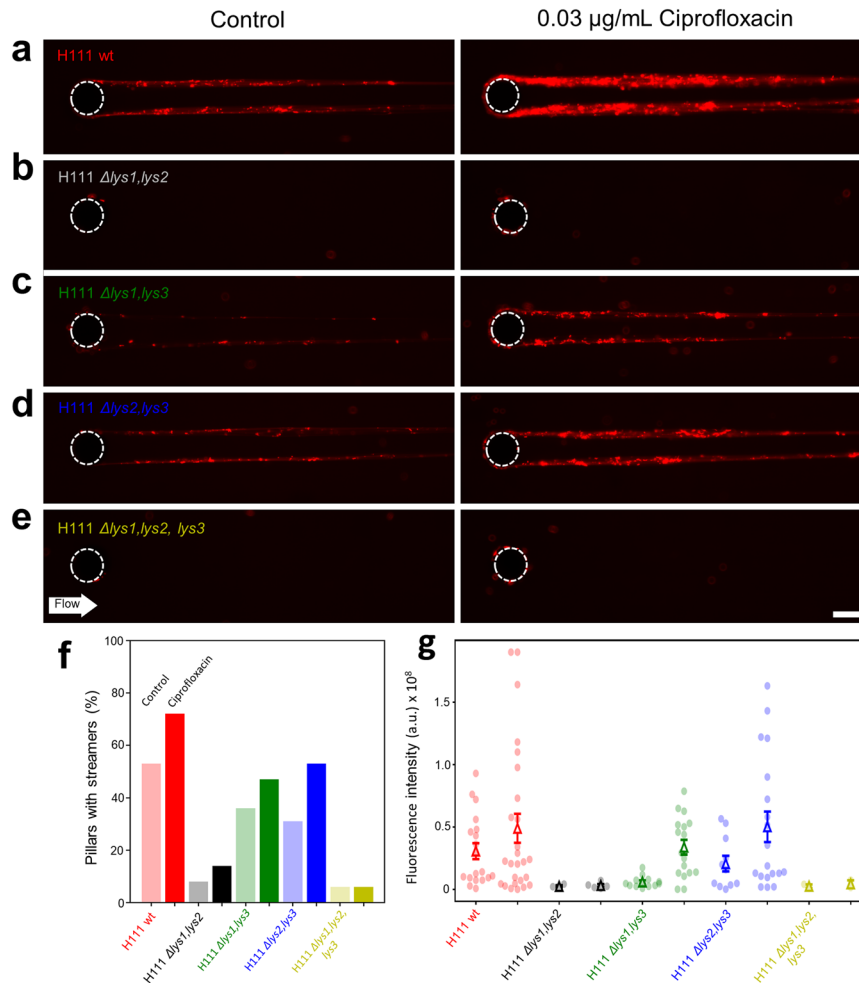 Control
0.03 µg/mL Ciprofloxacin
a
H111 wt
b
H111 Δlys1,lys2
c
H111 Δlys1,lys3
d
H111 Δlys2,lys3
e
H111 Δlys1,lys2, lys3
Flow
f
Pillars with streamers (%)
100
80
60
40
20
0
Control
Ciprofloxacin
H111 wt
H111 Δlys1,lys2
H111 Δlys1,lys3
H111 Δlys2,lys3
H111 Δlys1,lys2,
lys3
g
Fluorescence intensity (a.u.) x 10⁸
1.5
1.0
0.5
0
H111 wt
H111 Δlys1,lys2
H111 Δlys1,lys3
H111 Δlys2,lys3
H111 Δlys1,lys2,
lys3